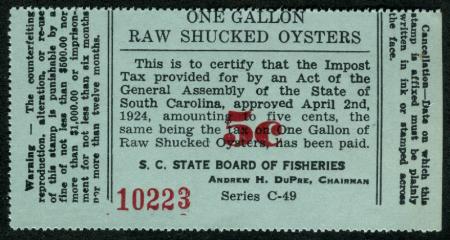 Warning — The counterfeiting
reproduction, alteration, or re-use
of this stamp is punishable by a
fine of not less than $600.00 nor
more than $1,000.00 or imprison-
ment for not less than six months
nor more than twelve months.
ONE GALLON
RAW SHUCKED OYSTERS
This is to certify that the Impost
Tax provided for by an Act of the
General Assembly of the State of
South Carolina, approved April 2nd,
1924, amounting to five cents, the
same being the Tax on One Gallon of
Raw Shucked Oysters, has been paid.
5c
S. C. STATE BOARD OF FISHERIES
ANDREW H. DUPRE, CHAIRMAN
10223
Series C-49
Cancellation—Date on which this
stamp is affixed must be plainly
written in ink or stamped across
the face.